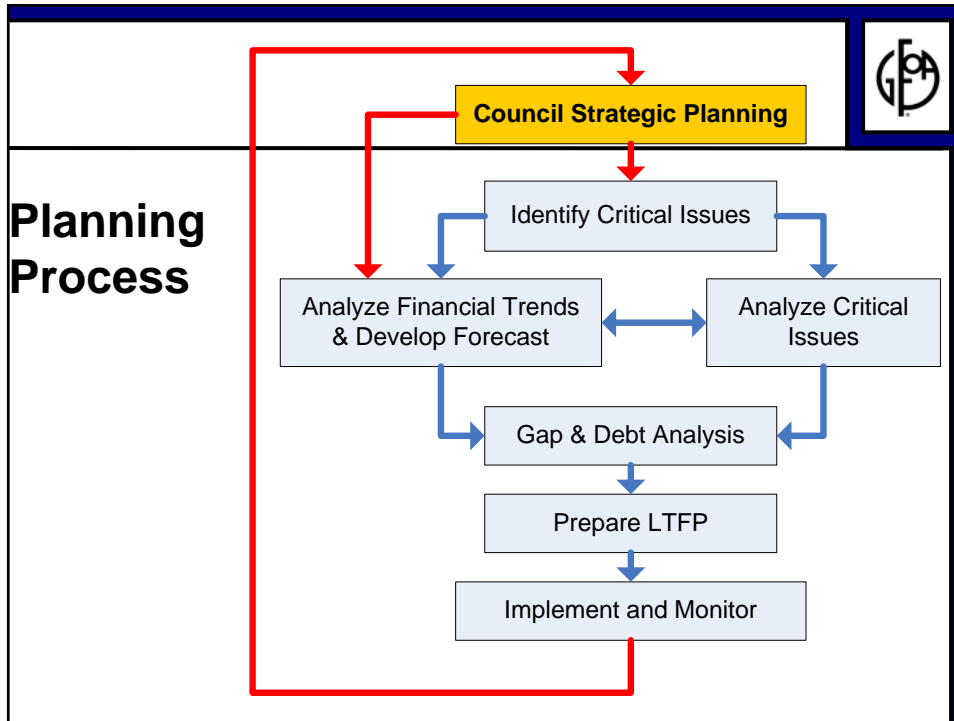 GFOA
Council Strategic Planning
Planning
Process
Identify Critical Issues
Analyze Financial Trends
& Develop Forecast
Analyze Critical
Issues
Gap & Debt Analysis
Prepare LTFP
Implement and Monitor